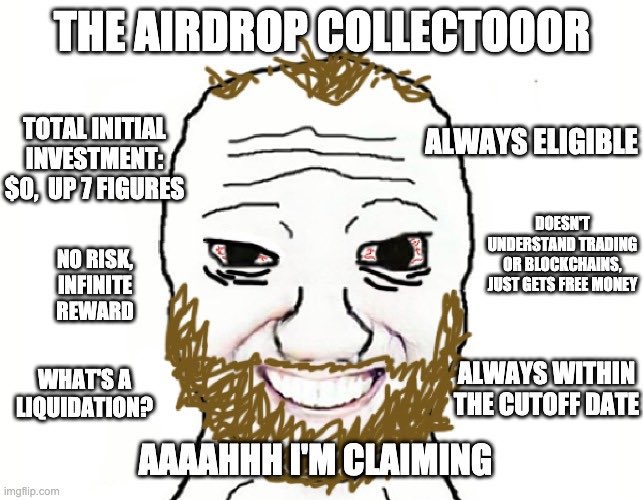 THE AIRDROP COLLECTOOOR
TOTAL INITIAL
INVESTMENT:
$0, UP 7 FIGURES
ALWAYS ELIGIBLE
DOESN'T
UNDERSTAND TRADING
OR BLOCKCHAINS,
JUST GETS FREE MONEY
NO RISK,
INFINITE
REWARD
WHAT'S A
LIQUIDATION?
ALWAYS WITHIN
THE CUTOFF DATE
AAAAHHH I'M CLAIMING
imgflip.com